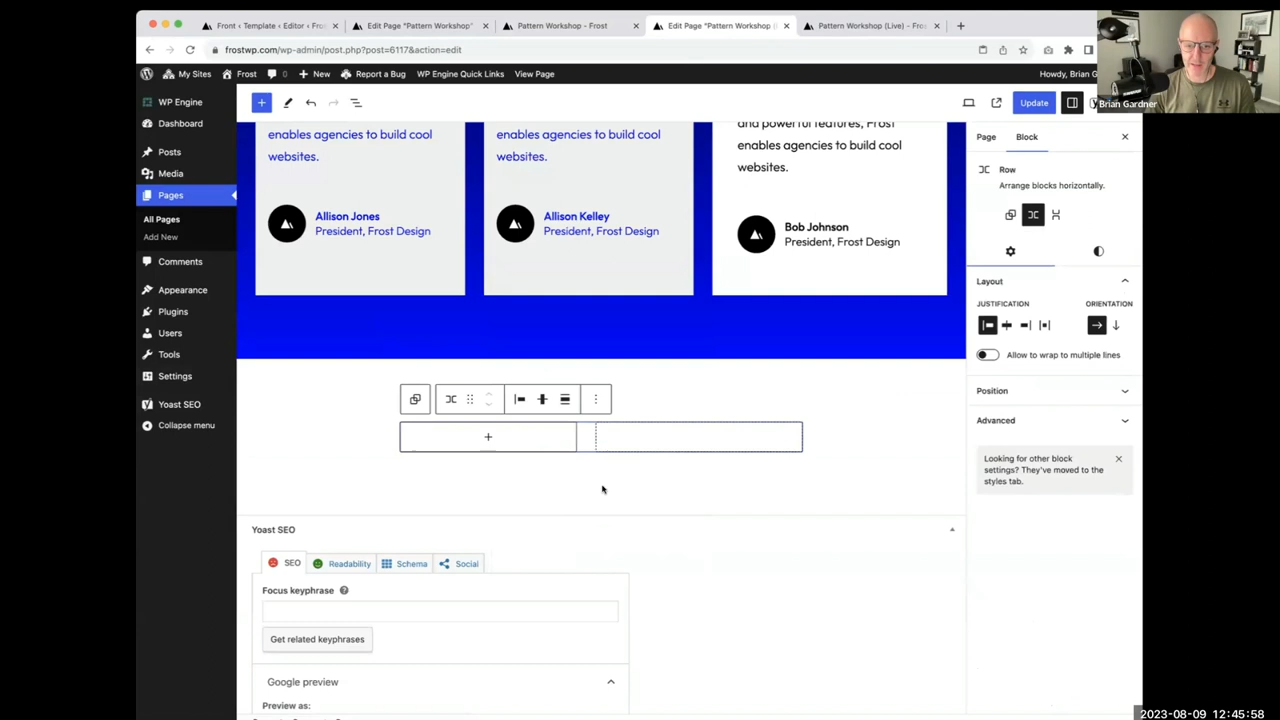 Front ‹ Template ‹ Editor ‹ Fro
Edit Page "Pattern Workshop"
Pattern Workshop - Frost
Edit Page "Pattern Workshop (
Pattern Workshop (Live) – Fro
frostwp.com/wp-admin/post.php?post=6117&action=edit
My Sites
Frost
0
New
Report a Bug
WP Engine Quick Links
View Page
Howdy, Brian G
Brian Gardner
WP Engine
Dashboard
Posts
Media
Pages
All Pages
Add New
Comments
Appearance
Plugins
Users
Tools
Settings
Yoast SEO
Collapse menu
Update
enables agencies to build cool
websites.
Allison Jones
President, Frost Design
enables agencies to build cool
websites.
Allison Kelley
President, Frost Design
and powerful features, Frost
enables agencies to build cool
websites.
Bob Johnson
President, Frost Design
Page
Block
Row
Arrange blocks horizontally.
Layout
JUSTIFICATION
ORIENTATION
Allow to wrap to multiple lines
Position
Advanced
Looking for other block
settings? They've moved to the
styles tab.
Yoast SEO
SEO
Readability
Schema
Social
Focus keyphrase
Get related keyphrases
Google preview
Preview as:
2023-08-09 12:45:58